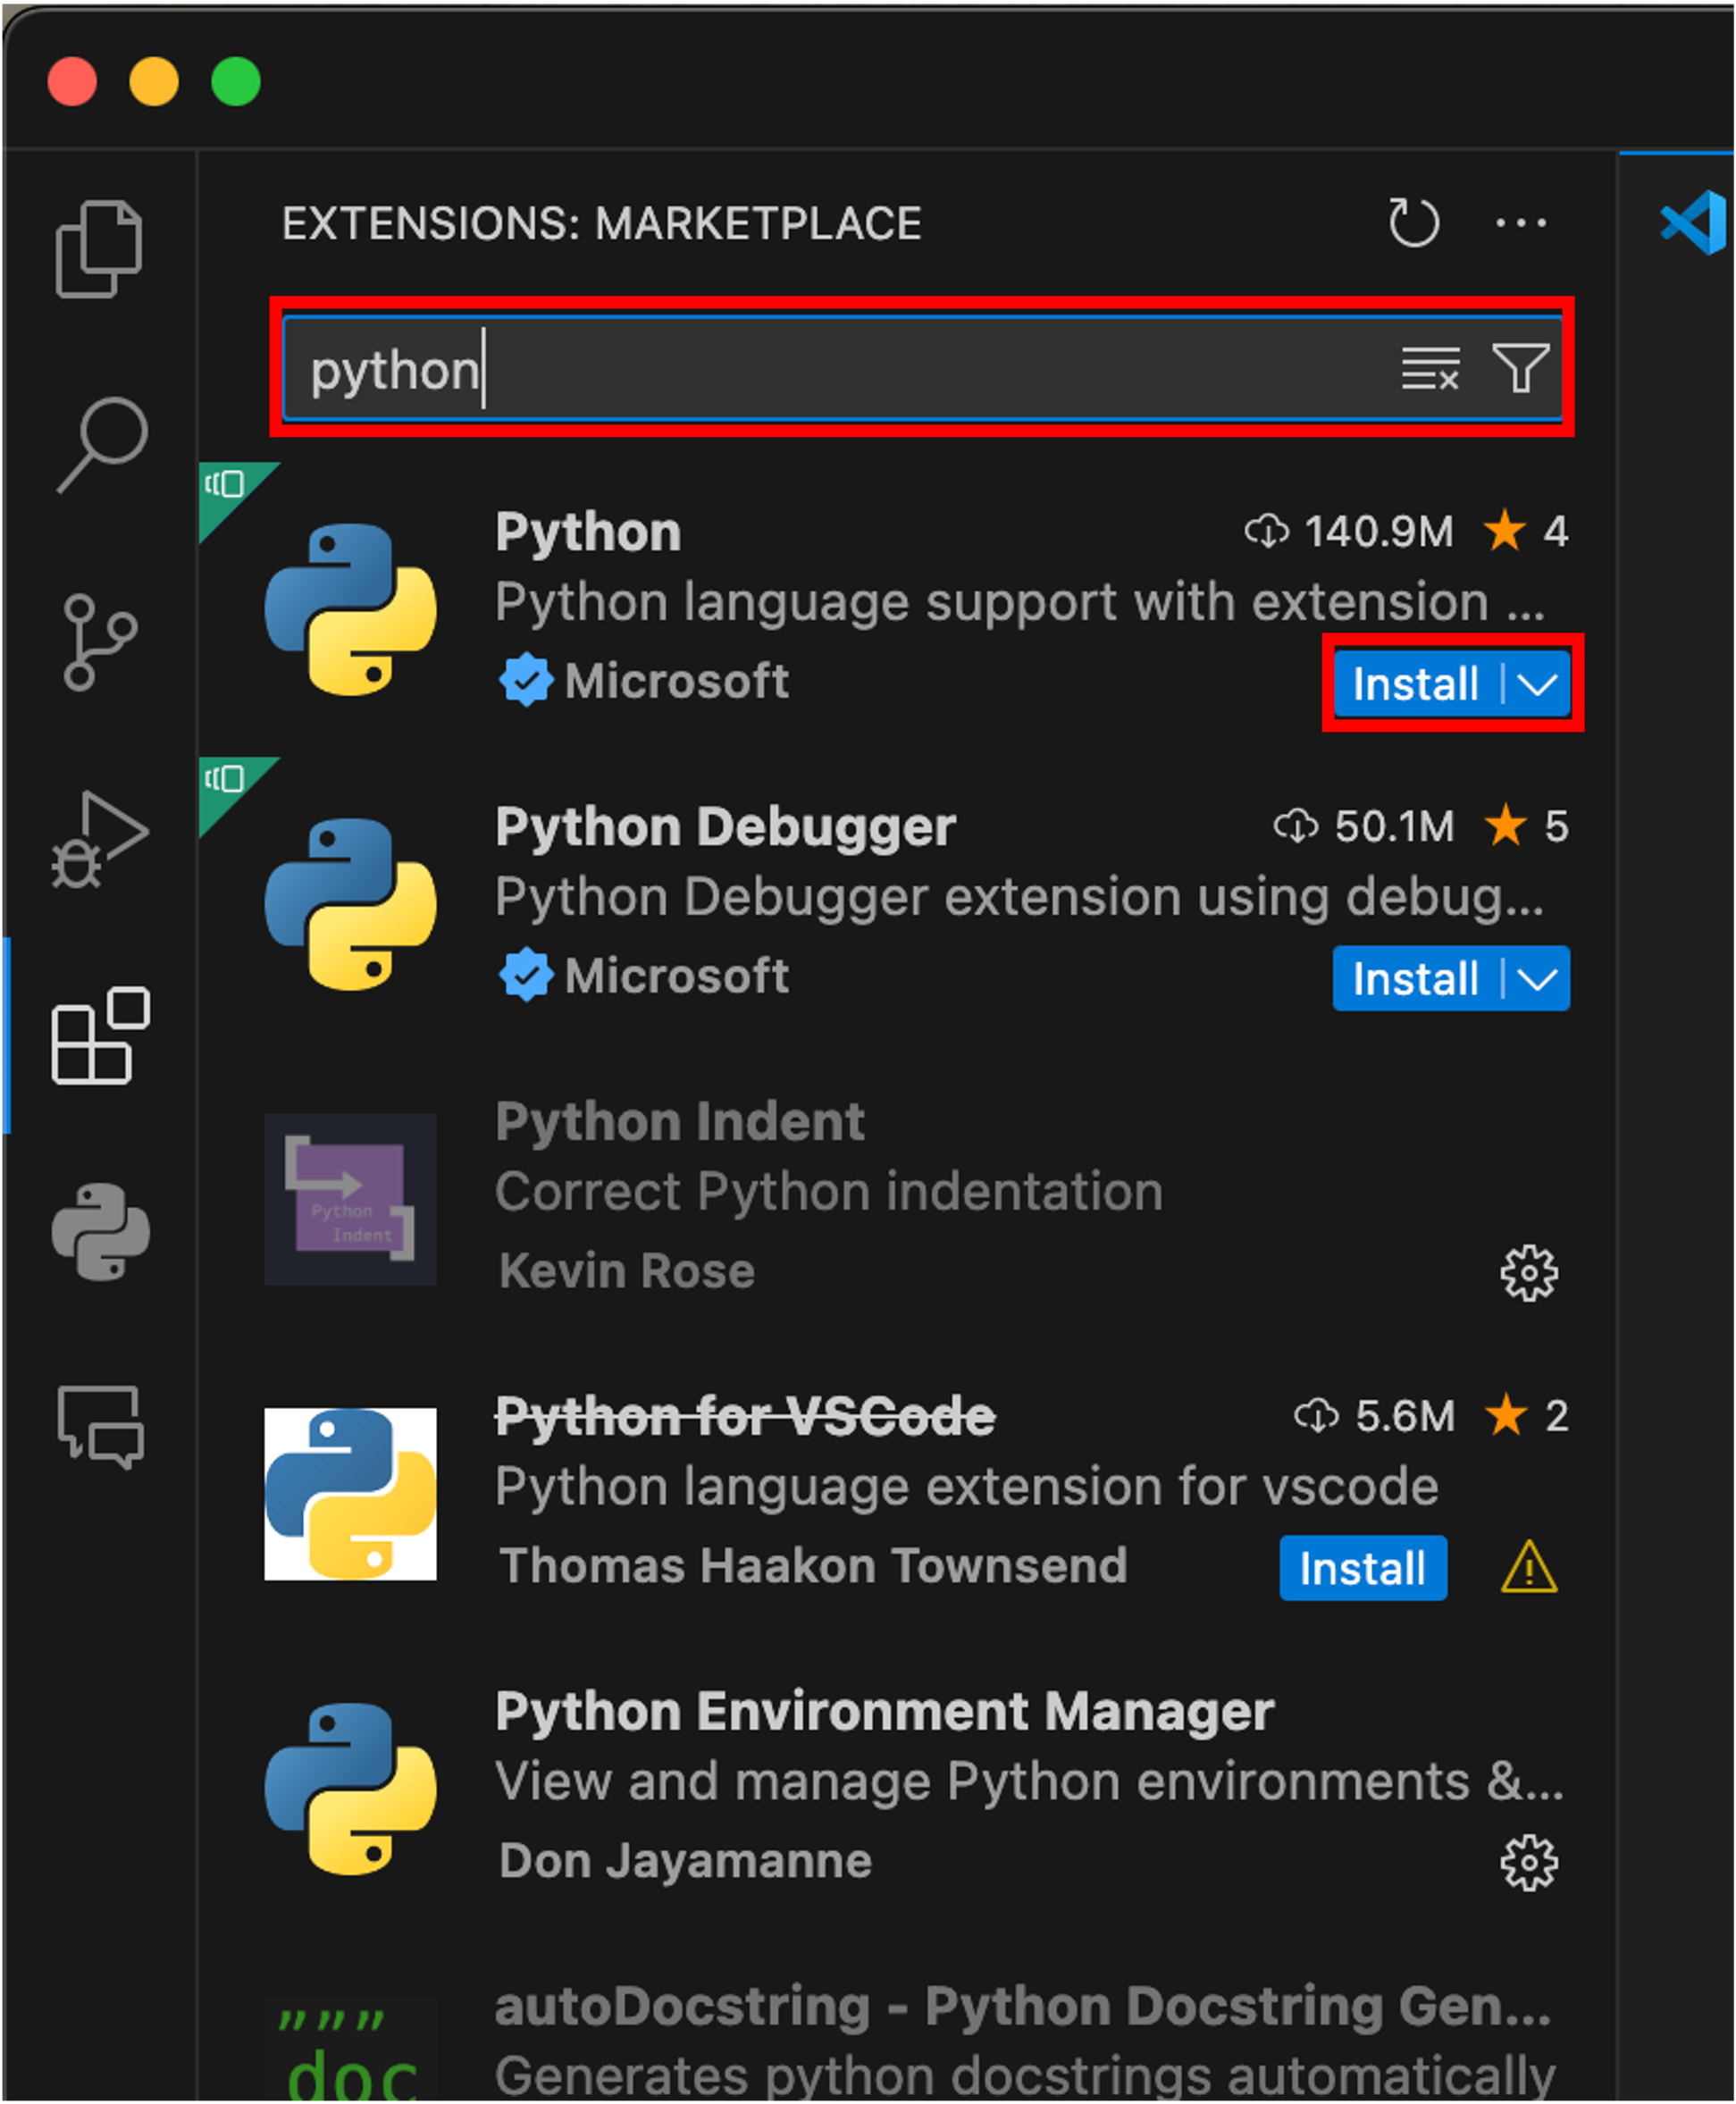 EXTENSIONS: MARKETPLACE
python
Python 140.9M 4
Python language support with extension ...
Microsoft Install
Python Debugger 50.1M 5
Python Debugger extension using debug...
Microsoft Install
Python Indent
Correct Python indentation
Python
Indent
Kevin Rose
Python for VSCode 5.6M 2
Python language extension for vscode
Thomas Haakon Townsend Install
Python Environment Manager
View and manage Python environments &...
Don Jayamanne
autoDocstring - Python Docstring Gen...
"""
doc
Generates python docstrings automatically